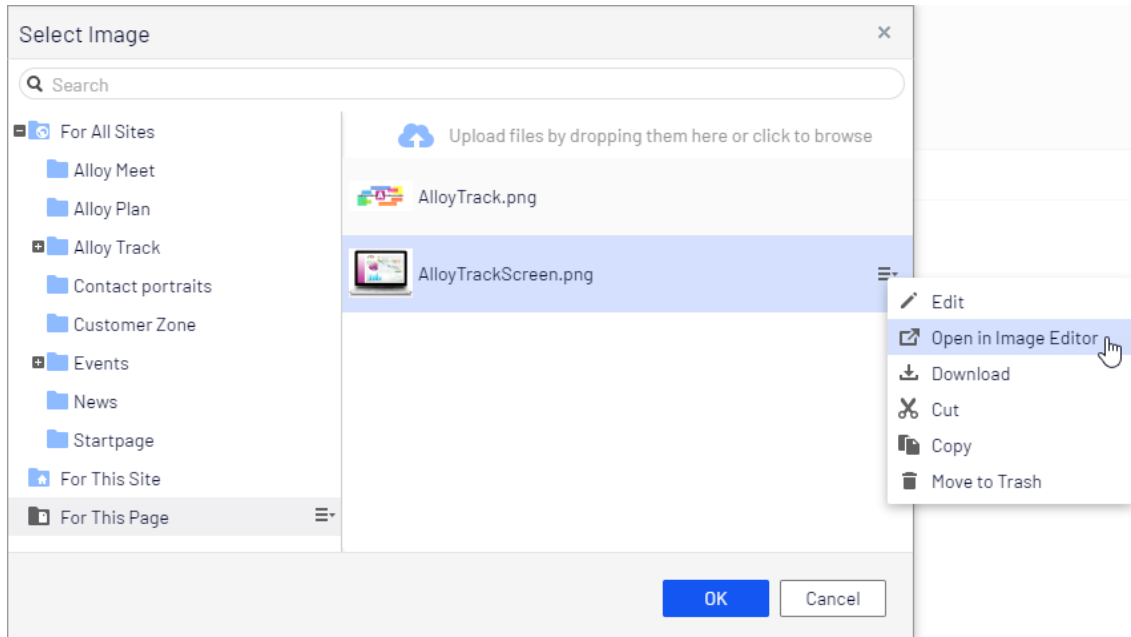 Select Image
Search
For All Sites
Alloy Meet
Alloy Plan
Alloy Track
Contact portraits
Customer Zone
Events
News
Startpage
For This Site
For This Page
Upload files by dropping them here or click to browse
AlloyTrack.png
AlloyTrackScreen.png
Edit
Open in Image Editor
Download
Cut
Copy
Move to Trash
OK
Cancel